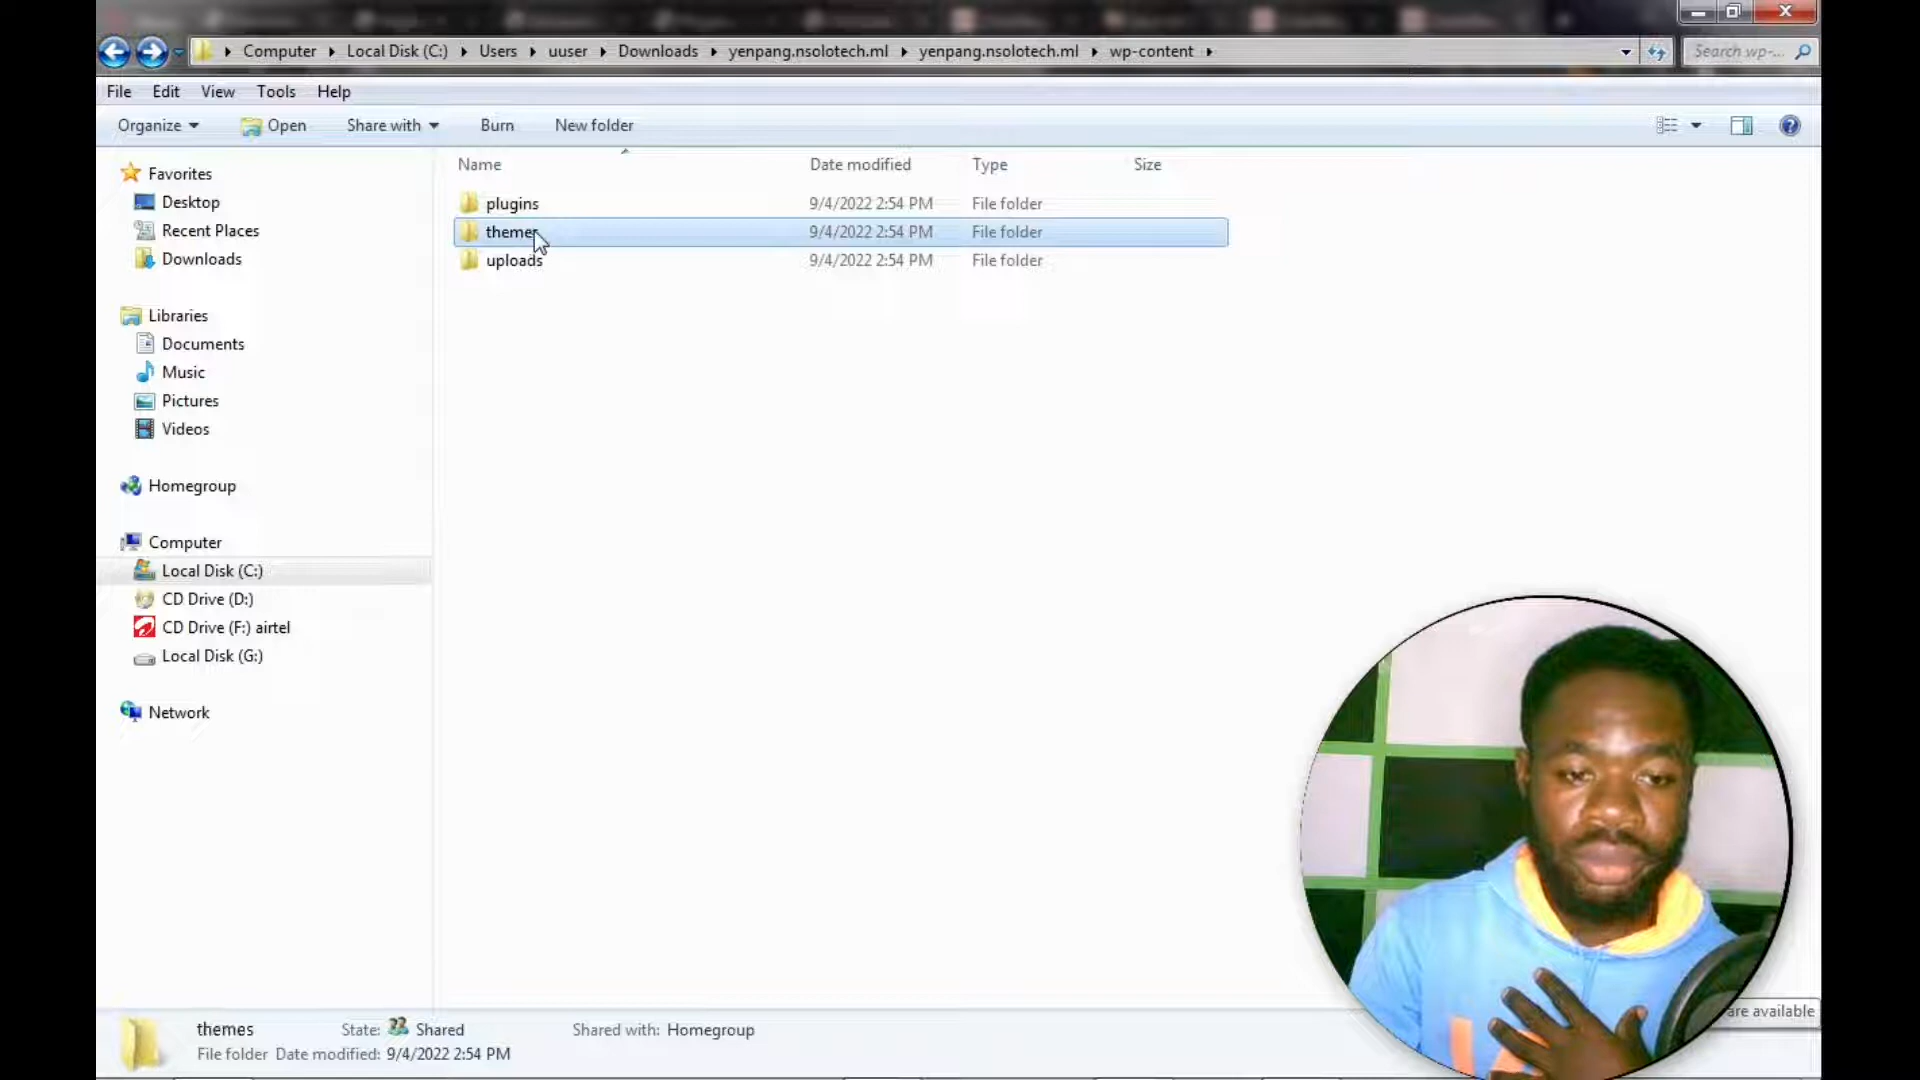 Computer Local Disk (C:) Users uuser Downloads yenpang.nsolotech.ml yenpang.nsolotech.ml wp-content
Search wp-...
File Edit View Tools Help
Organize Open Share with Burn New folder
Name Date modified Type Size
plugins 9/4/2022 2:54 PM File folder
themes 9/4/2022 2:54 PM File folder
uploads 9/4/2022 2:54 PM File folder
Favorites
Desktop
Recent Places
Downloads
Libraries
Documents
Music
Pictures
Videos
Homegroup
Computer
Local Disk (C:)
CD Drive (D:)
CD Drive (F:) airtel
Local Disk (G:)
Network
themes State: Shared Shared with: Homegroup
File folder Date modified: 9/4/2022 2:54 PM
are available